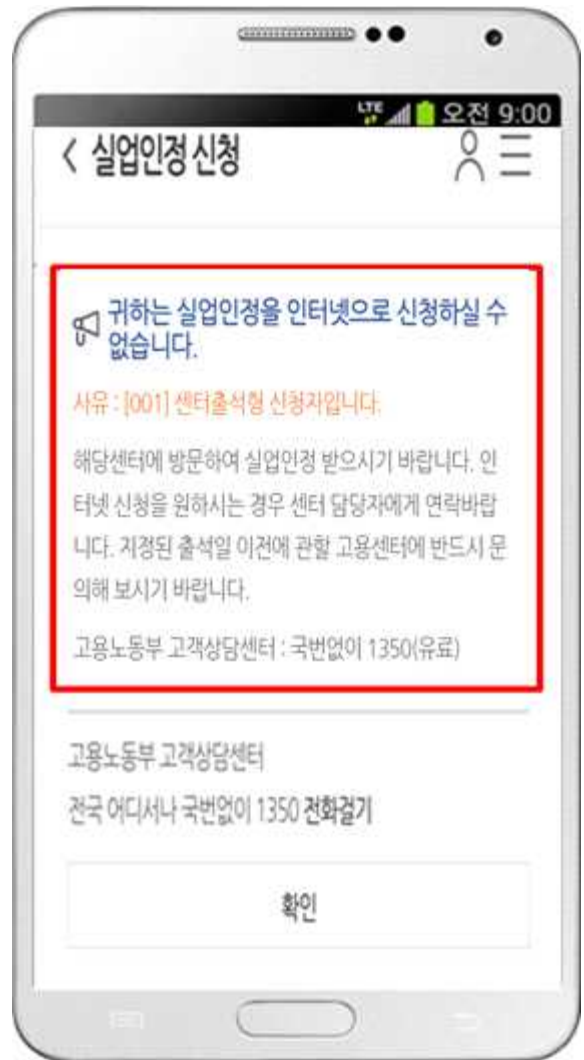 LTE 오전 9:00
< 실업인정 신청
귀하는 실업인정을 인터넷으로 신청하실 수
없습니다.
사유 : [001] 센터출석형 신청자입니다.
해당센터에 방문하여 실업인정 받으시기 바랍니다. 인
터넷 신청을 원하시는 경우 센터 담당자에게 연락바랍
니다. 지정된 출석일 이전에 관할 고용센터에 반드시 문
의해 보시기 바랍니다.
고용노동부 고객상담센터 : 국번없이 1350(유료)
고용노동부 고객상담센터
전국 어디서나 국번없이 1350 전화걸기
확인